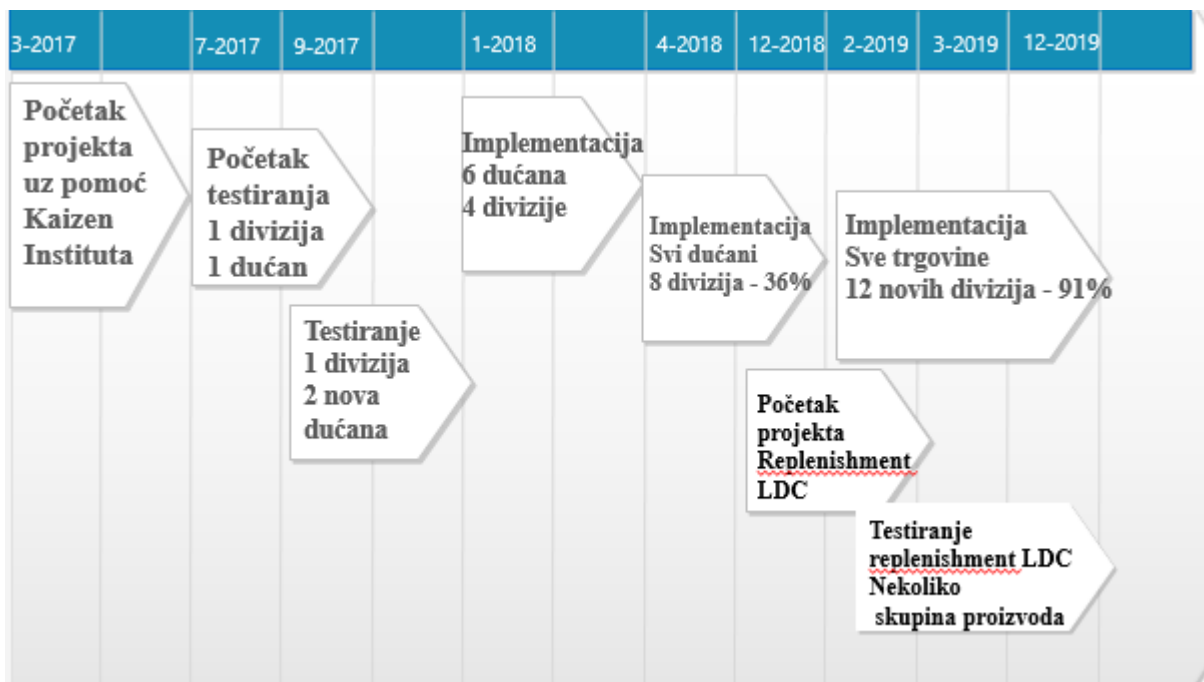 3-2017
7-2017
9-2017
1-2018
4-2018
12-2018
2-2019
3-2019
12-2019
Početak
projekta
uz pomoć
Kaizen
Instituta
Početak
testiranja
1 divizija
1 dućan
Testiranje
1 divizija
2 nova
dućana
Implementacija
6 dućana
4 divizije
Implementacija
Svi dućani
8 divizija - 36%
Implementacija
Sve trgovine
12 novih divizija - 91%
Početak
projekta
Replenishment
LDC
Testiranje
replenishment LDC
Nekoliko
skupina proizvoda